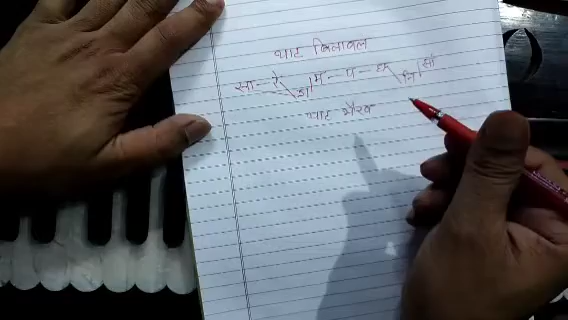 थाट बिलावल
सा - रे \ ग / म - प - ध \ नि / सां
थाट भैरव